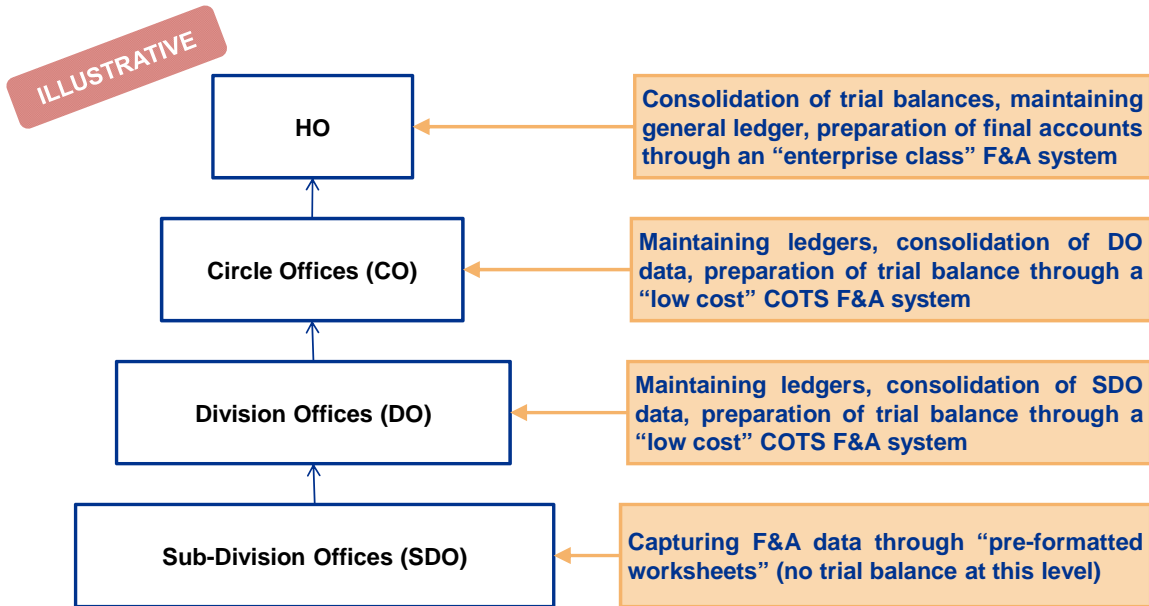 ILLUSTRATIVE
HO
Consolidation of trial balances, maintaining
general ledger, preparation of final accounts
through an “enterprise class” F&A system
Circle Offices (CO)
Maintaining ledgers, consolidation of DO
data, preparation of trial balance through a
“low cost” COTS F&A system
Division Offices (DO)
Maintaining ledgers, consolidation of SDO
data, preparation of trial balance through a
“low cost” COTS F&A system
Sub-Division Offices (SDO)
Capturing F&A data through “pre-formatted
worksheets” (no trial balance at this level)